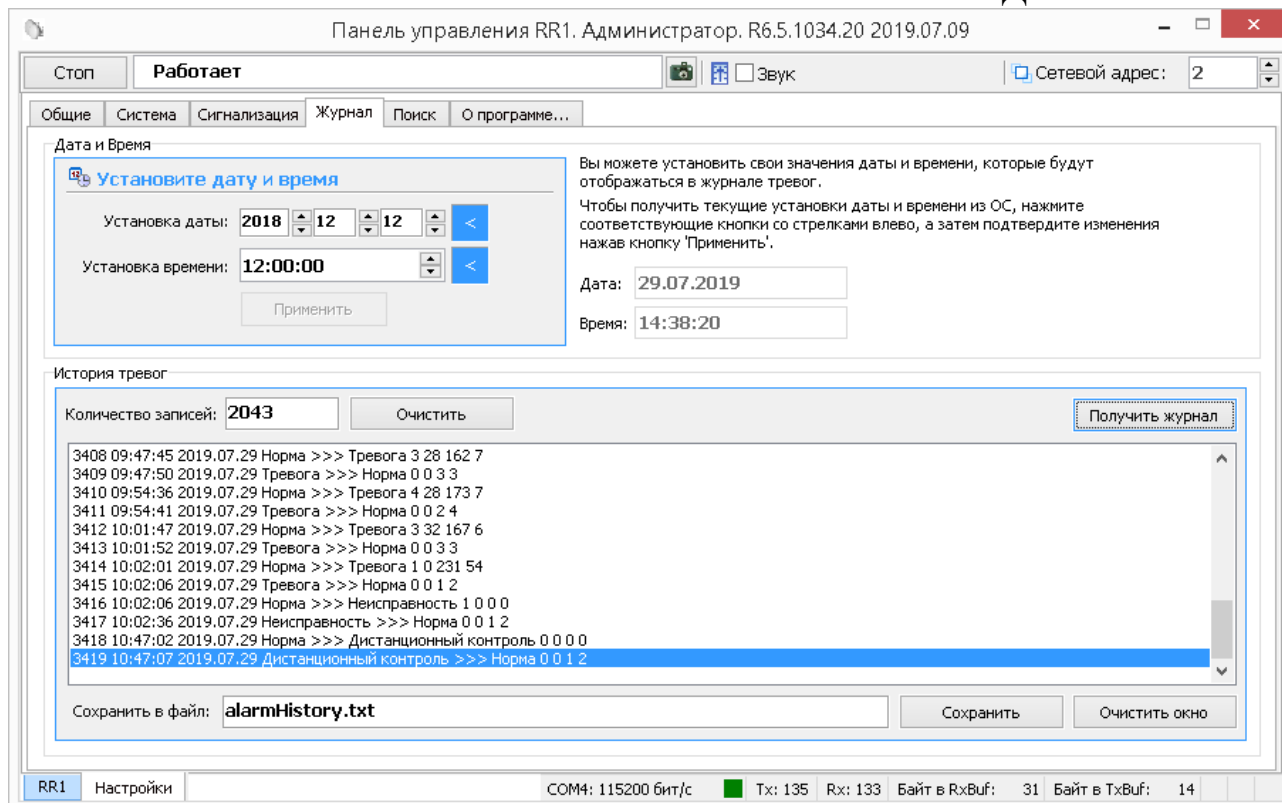 Панель управления RR1. Администратор. R6.5.1034.20 2019.07.09
Стоп Работает Звук Сетевой адрес: 2
Общие Система Сигнализация Журнал Поиск О программе...
Дата и Время
Установите дату и время
Установка даты: 2018 12 12 <
Установка времени: 12:00:00 <
Применить
Вы можете установить свои значения даты и времени, которые будут
отображаться в журнале тревог.
Чтобы получить текущие установки даты и времени из ОС, нажмите
соответствующие кнопки со стрелками влево, а затем подтвердите изменения
нажав кнопку 'Применить'.
Дата: 29.07.2019
Время: 14:38:20
История тревог
Количество записей: 2043 Очистить Получить журнал
3408 09:47:45 2019.07.29 Норма >>> Тревога 3 28 162 7
3409 09:47:50 2019.07.29 Тревога >>> Норма 0 0 3 3
3410 09:54:36 2019.07.29 Норма >>> Тревога 4 28 173 7
3411 09:54:41 2019.07.29 Тревога >>> Норма 0 0 2 4
3412 10:01:47 2019.07.29 Норма >>> Тревога 3 32 167 6
3413 10:01:52 2019.07.29 Тревога >>> Норма 0 0 3 3
3414 10:02:01 2019.07.29 Норма >>> Тревога 1 0 231 54
3415 10:02:06 2019.07.29 Тревога >>> Норма 0 0 1 2
3416 10:02:06 2019.07.29 Норма >>> Неисправность 1 0 0 0
3417 10:02:36 2019.07.29 Неисправность >>> Норма 0 0 1 2
3418 10:47:02 2019.07.29 Норма >>> Дистанционный контроль 0 0 0 0
3419 10:47:07 2019.07.29 Дистанционный контроль >>> Норма 0 0 1 2
Сохранить в файл: alarmHistory.txt Сохранить Очистить окно
RR1 Настройки COM4: 115200 бит/с Tx: 135 Rx: 133 Байт в RxBuf: 31 Байт в TxBuf: 14